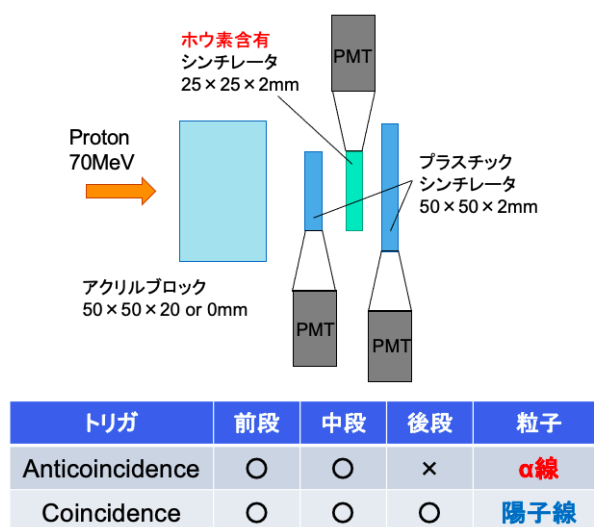 ホウ素含有
シンチレータ
25×25×2mm
PMT
Proton
70MeV
プラスチック
シンチレータ
50×50×2mm
アクリルブロック
50×50×20 or 0mm
PMT
PMT
トリガ 前段 中段 後段 粒子
Anticoincidence ○ ○ × α線
Coincidence ○ ○ ○ 陽子線